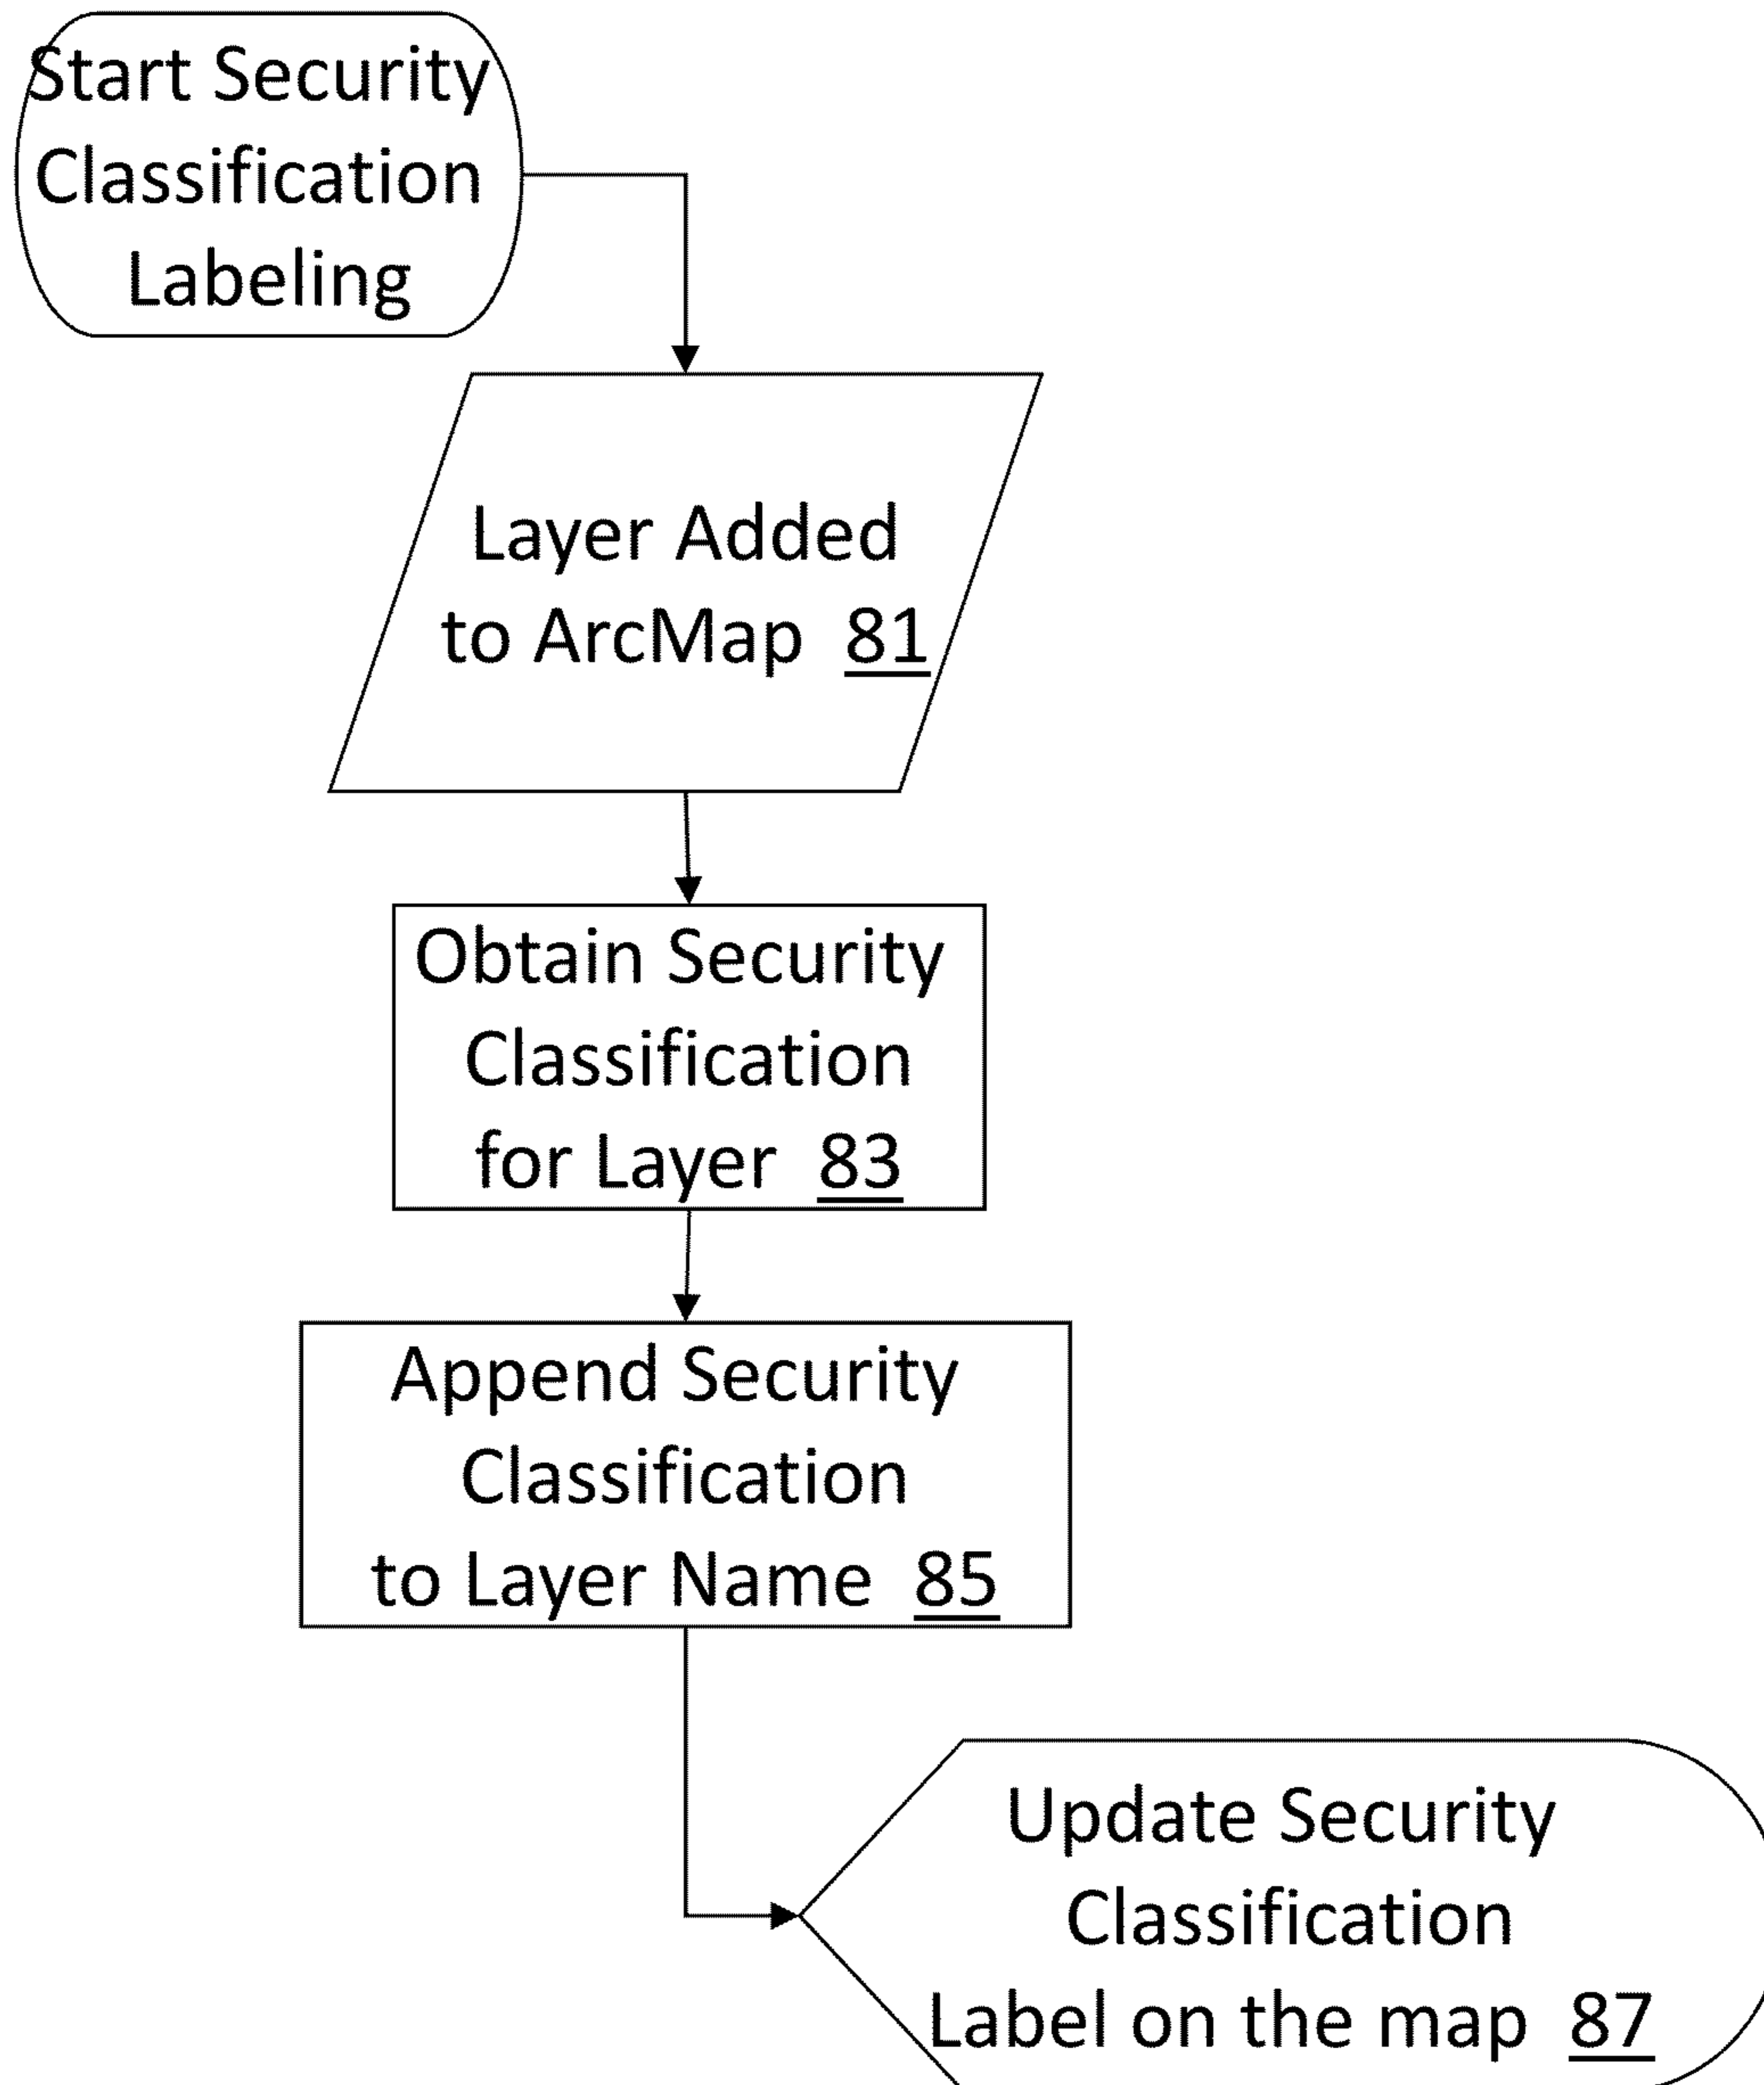 Start Security
Classification
Labeling
Layer Added
to ArcMap 81
Obtain Security
Classification
for Layer 83
Append Security
Classification
to Layer Name 85
Update Security
Classification
Label on the map 87